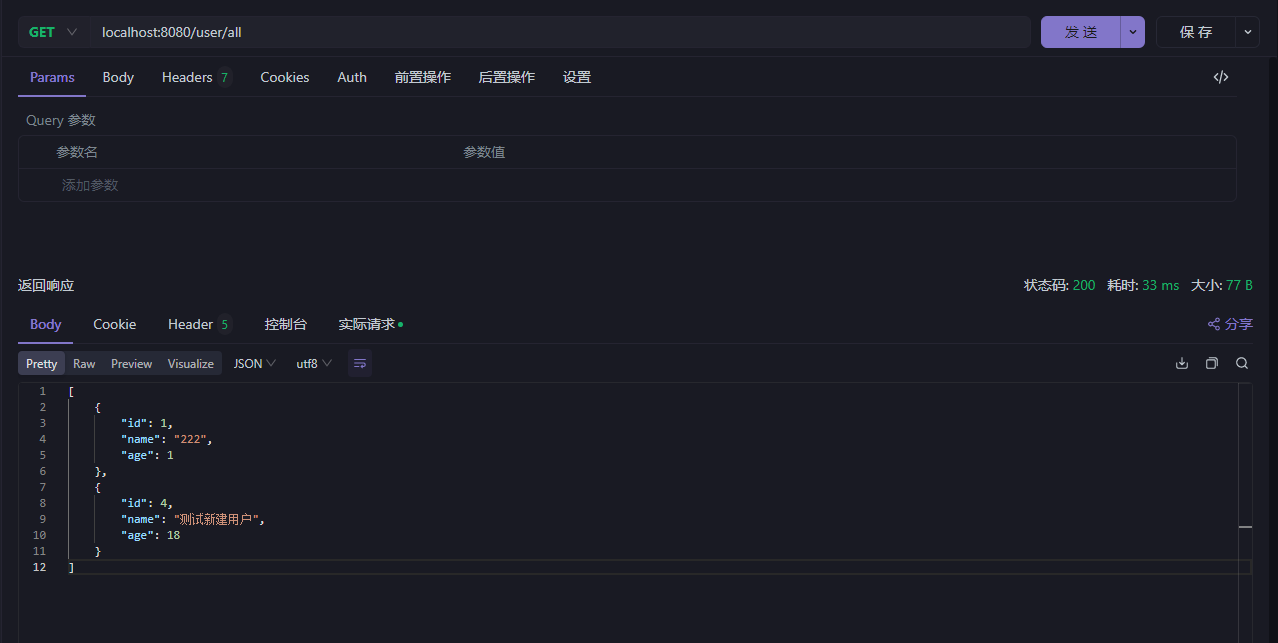 GET localhost:8080/user/all 发送 保存
Params Body Headers 7 Cookies Auth 前置操作 后置操作 设置 </>
Query 参数
参数名 参数值
添加参数
返回响应 状态码: 200 耗时: 33 ms 大小: 77 B
Body Cookie Header 5 控制台 实际请求 分享
Pretty Raw Preview Visualize JSON utf8
1 [
2 {
3 "id": 1,
4 "name": "222",
5 "age": 1
6 },
7 {
8 "id": 4,
9 "name": "测试新建用户",
10 "age": 18
11 }
12 ]